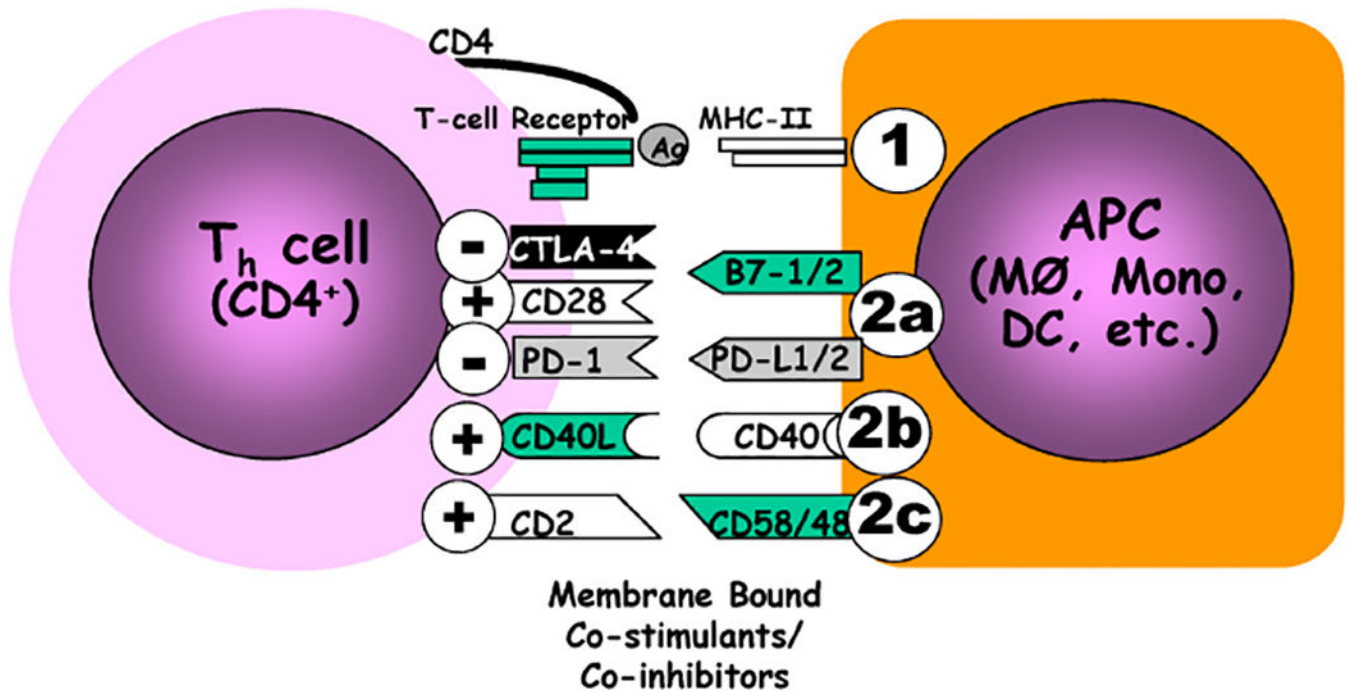 CD4
T-cell Receptor
Ag
MHC-II
1
Th cell
(CD4+)
-
CTLA-4
+
CD28
-
PD-1
+
CD40L
+
CD2
B7-1/2
2a
PD-L1/2
CD40
2b
CD58/48
2c
APC
(MØ, Mono,
DC, etc.)
Membrane Bound
Co-stimulants/
Co-inhibitors